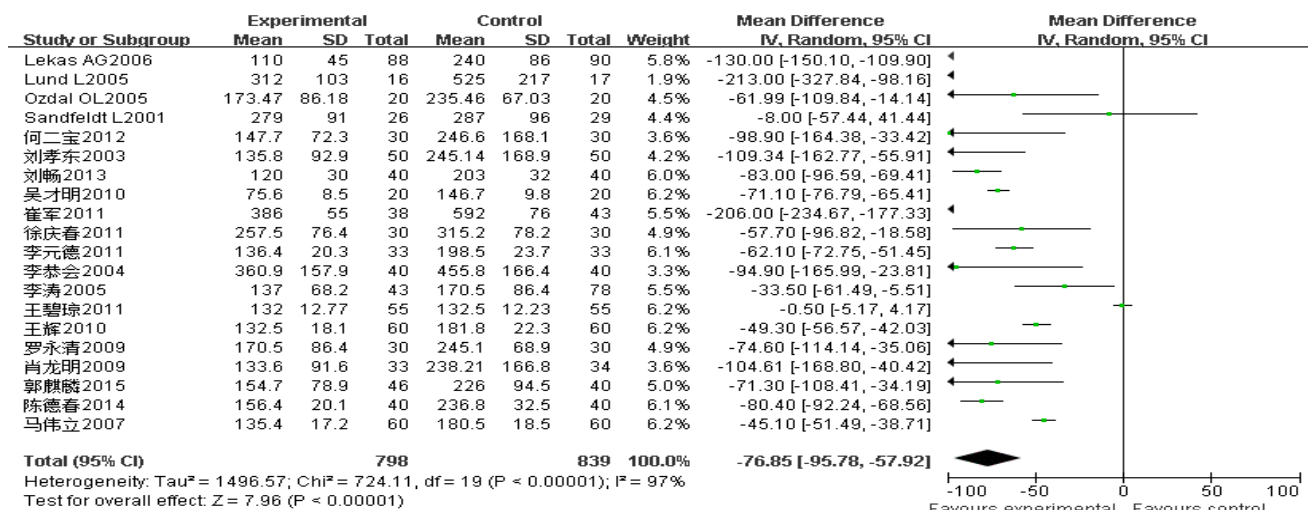 Experimental Control Mean Difference Mean Difference
Study or Subgroup Mean SD Total Mean SD Total Weight IV, Random, 95% CI IV, Random, 95% CI
Lekas AG2006 110 45 88 240 86 90 5.8% -130.00 [-150.10, -109.90]
Lund L2005 312 103 16 525 217 17 1.9% -213.00 [-327.84, -98.16]
Ozdal OL2005 173.47 86.18 20 235.46 67.03 20 4.5% -61.99 [-109.84, -14.14]
Sandfeldt L2001 279 91 26 287 96 29 4.4% -8.00 [-57.44, 41.44]
何二宝2012 147.7 72.3 30 246.6 168.1 30 3.6% -98.90 [-164.38, -33.42]
刘孝东2003 135.8 92.9 50 245.14 168.9 50 4.2% -109.34 [-162.77, -55.91]
刘畅2013 120 30 40 203 32 40 6.0% -83.00 [-96.59, -69.41]
吴才明2010 75.6 8.5 20 146.7 9.8 20 6.2% -71.10 [-76.79, -65.41]
崔军2011 386 55 38 592 76 43 5.5% -206.00 [-234.67, -177.33]
徐庆春2011 257.5 76.4 30 315.2 78.2 30 4.9% -57.70 [-96.82, -18.58]
李元德2011 136.4 20.3 33 198.5 23.7 33 6.1% -62.10 [-72.75, -51.45]
李恭会2004 360.9 157.9 40 455.8 166.4 40 3.3% -94.90 [-165.99, -23.81]
李涛2005 137 68.2 43 170.5 86.4 78 5.5% -33.50 [-61.49, -5.51]
王碧琼2011 132 12.77 55 132.5 12.23 55 6.2% -0.50 [-5.17, 4.17]
王辉2010 132.5 18.1 60 181.8 22.3 60 6.2% -49.30 [-56.57, -42.03]
罗永清2009 170.5 86.4 30 245.1 68.9 30 4.9% -74.60 [-114.14, -35.06]
肖龙明2009 133.6 91.6 33 238.21 166.8 34 3.6% -104.61 [-168.80, -40.42]
郭麒麟2015 154.7 78.9 46 226 94.5 40 5.0% -71.30 [-108.41, -34.19]
陈德春2014 156.4 20.1 40 236.8 32.5 40 6.1% -80.40 [-92.24, -68.56]
马伟立2007 135.4 17.2 60 180.5 18.5 60 6.2% -45.10 [-51.49, -38.71]
Total (95% CI) 798 839 100.0% -76.85 [-95.78, -57.92]
Heterogeneity: Tau² = 1496.57; Chi² = 724.11, df = 19 (P < 0.00001); I² = 97%
Test for overall effect: Z = 7.96 (P < 0.00001)
-100 -50 0 50 100
Favours experimental Favours control